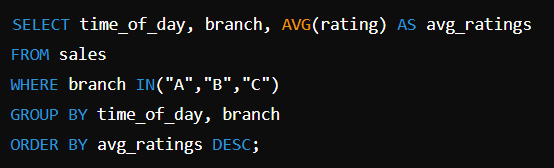 SELECT time_of_day, branch, AVG(rating) AS avg_ratings
FROM sales
WHERE branch IN("A","B","C")
GROUP BY time_of_day, branch
ORDER BY avg_ratings DESC;